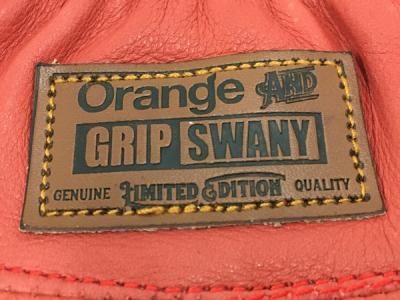 Orange AND
GRIP SWANY
GENUINE LIMITED EDITION QUALITY